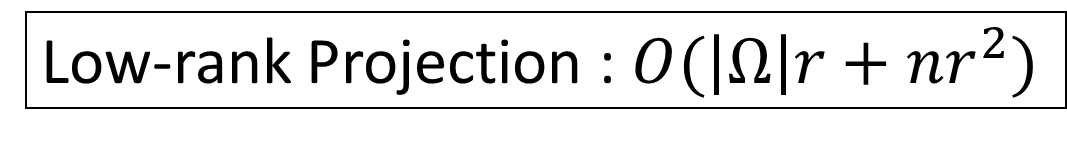 Low-rank Projection : 𝑂(|Ω|𝑟 + 𝑛𝑟²)